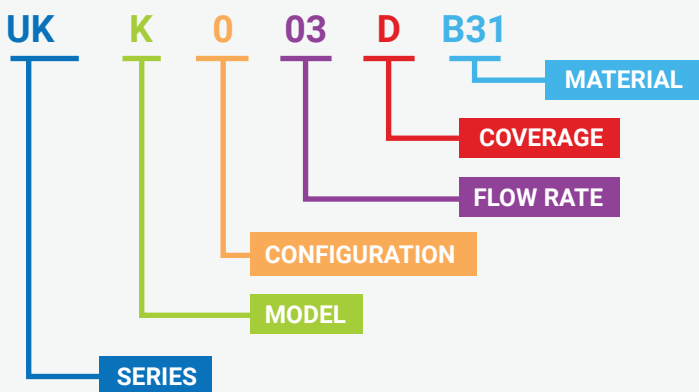 UK K 0 03 D B31
MATERIAL
COVERAGE
FLOW RATE
CONFIGURATION
MODEL
SERIES